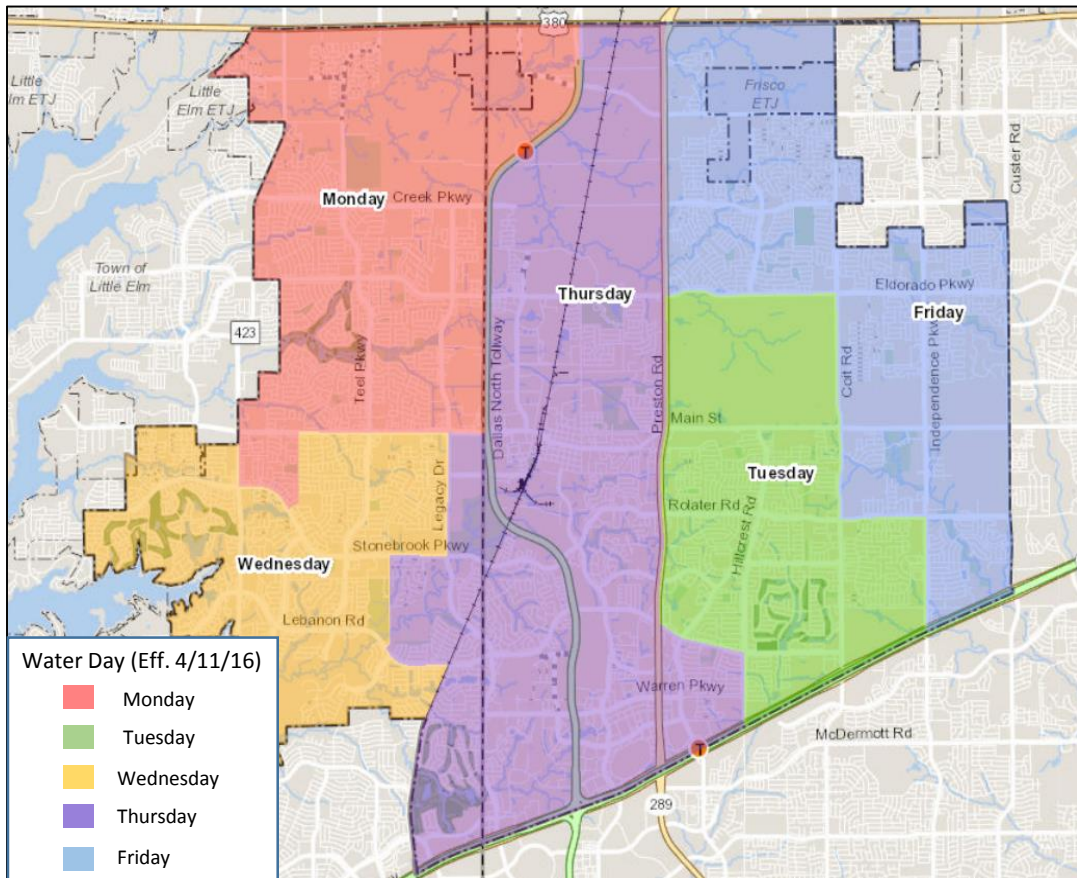 380
Little
Elm ETJ
Little
Elm ETJ
Frisco
ETJ
Custer Rd
Monday
Creek Pkwy
Town of
Little Elm
Thursday
Eldorado Pkwy
Friday
423
Teel Pkwy
Dallas North Tollway
Preston Rd
Coit Rd
Independence Pkwy
Main St
Legacy Dr
Tuesday
Rolater Rd
Hillcrest Rd
Stonebrook Pkwy
Wednesday
Lebanon Rd
Warren Pkwy
T
T
McDermott Rd
289
Water Day (Eff. 4/11/16)
Monday
Tuesday
Wednesday
Thursday
Friday